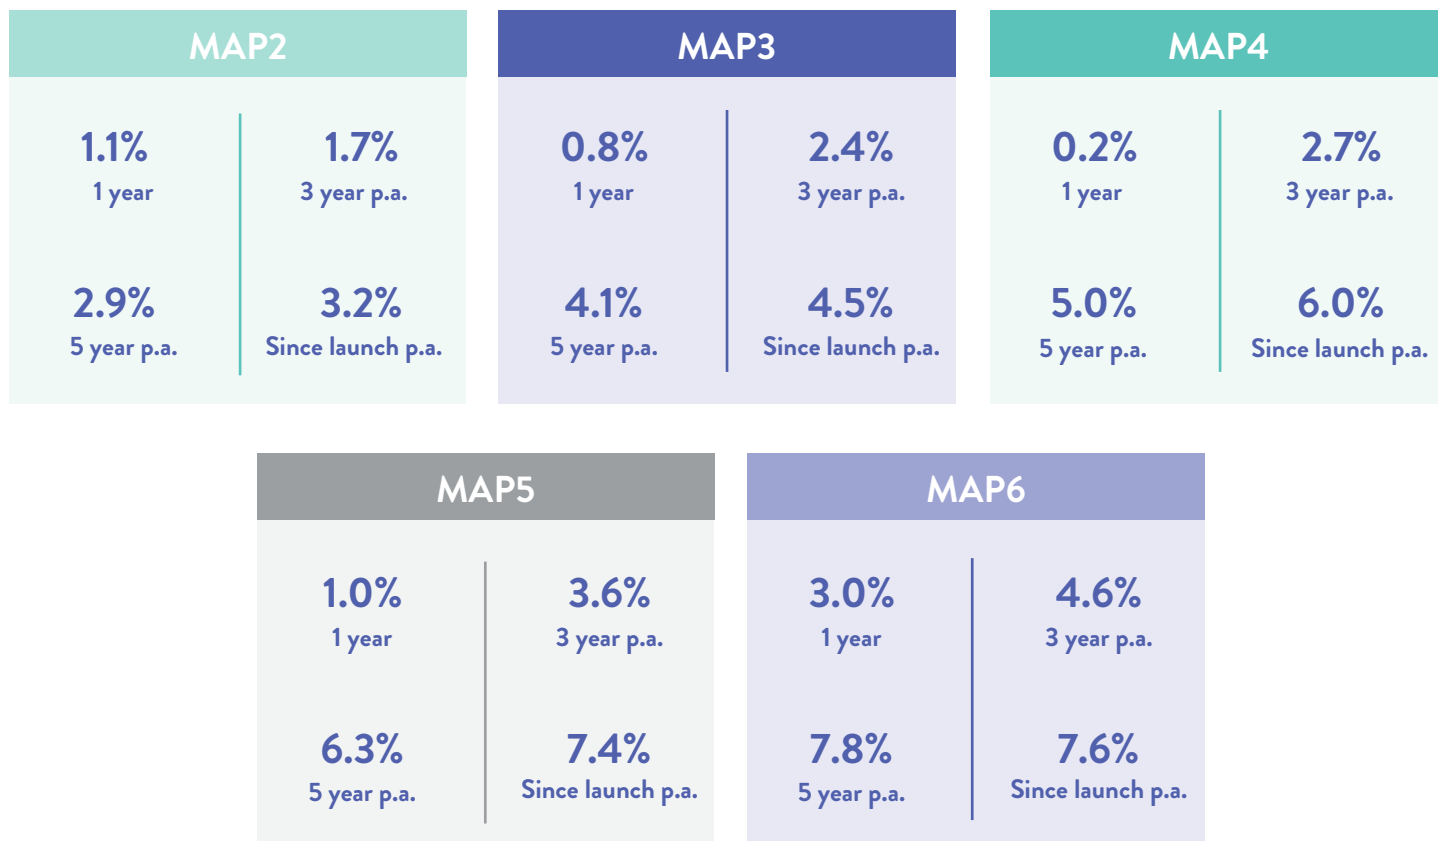 MAP2
1.1%
1 year
1.7%
3 year p.a.
2.9%
5 year p.a.
3.2%
Since launch p.a.
MAP3
0.8%
1 year
2.4%
3 year p.a.
4.1%
5 year p.a.
4.5%
Since launch p.a.
MAP4
0.2%
1 year
2.7%
3 year p.a.
5.0%
5 year p.a.
6.0%
Since launch p.a.
MAP5
1.0%
1 year
3.6%
3 year p.a.
6.3%
5 year p.a.
7.4%
Since launch p.a.
MAP6
3.0%
1 year
4.6%
3 year p.a.
7.8%
5 year p.a.
7.6%
Since launch p.a.